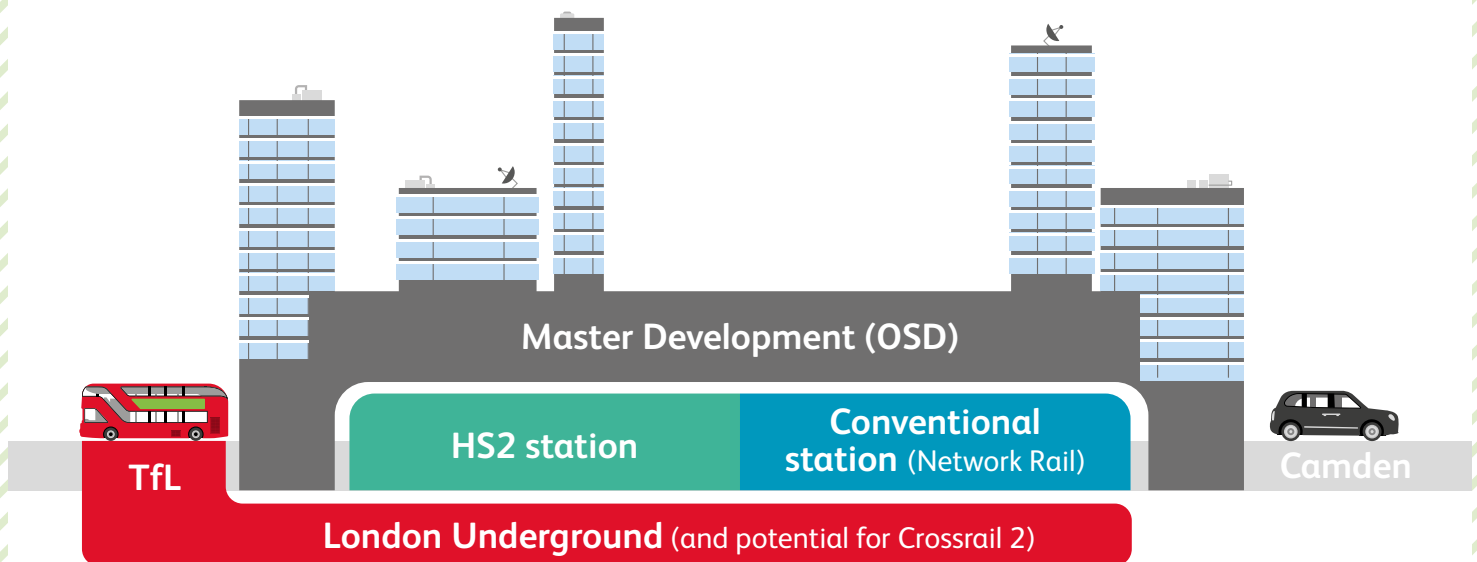 Master Development (OSD)
HS2 station
Conventional
station (Network Rail)
TfL
Camden
London Underground (and potential for Crossrail 2)